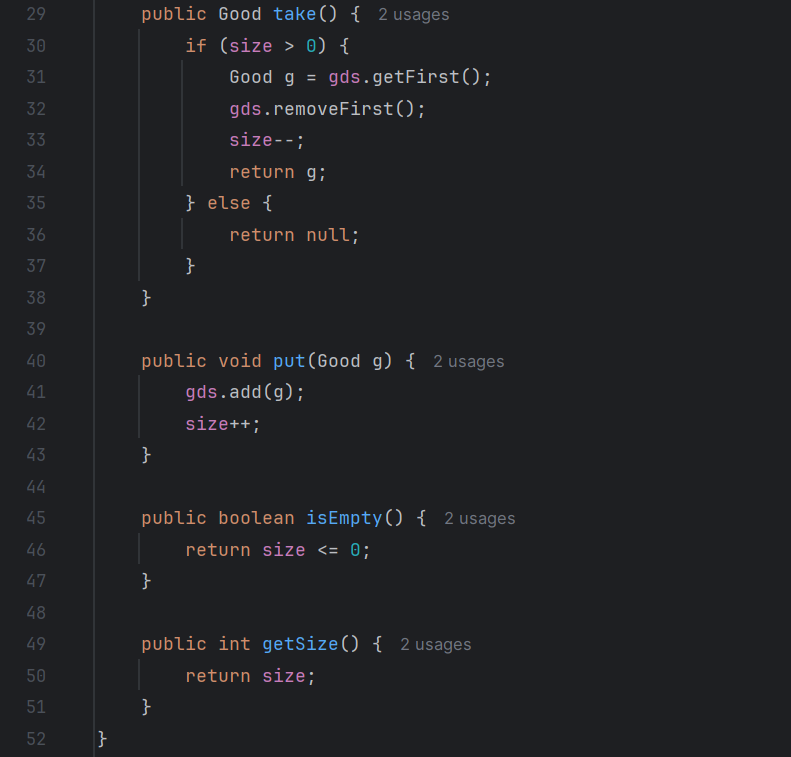 29 public Good take() { 2 usages
30 if (size > 0) {
31 Good g = gds.getFirst();
32 gds.removeFirst();
33 size--;
34 return g;
35 } else {
36 return null;
37 }
38 }
39
40 public void put(Good g) { 2 usages
41 gds.add(g);
42 size++;
43 }
44
45 public boolean isEmpty() { 2 usages
46 return size <= 0;
47 }
48
49 public int getSize() { 2 usages
50 return size;
51 }
52 }